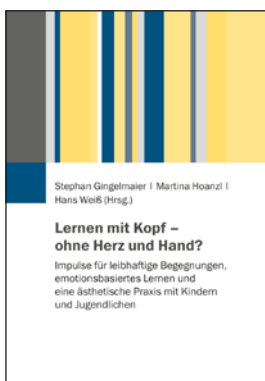 Stephan Gingelmaier I Martina Hoanzl I
Hans Weiß (Hrsg.)
Lernen mit Kopf –
ohne Herz und Hand?
Impulse für leibhaftige Begegnungen,
emotionsbasiertes Lernen und
eine ästhetische Praxis mit Kindern
und Jugendlichen